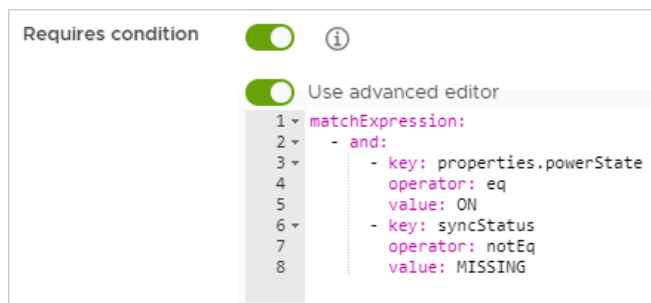 Requires condition
Use advanced editor
1 matchExpression:
2 - and:
3 - key: properties.powerState
4 operator: eq
5 value: ON
6 - key: syncStatus
7 operator: notEq
8 value: MISSING